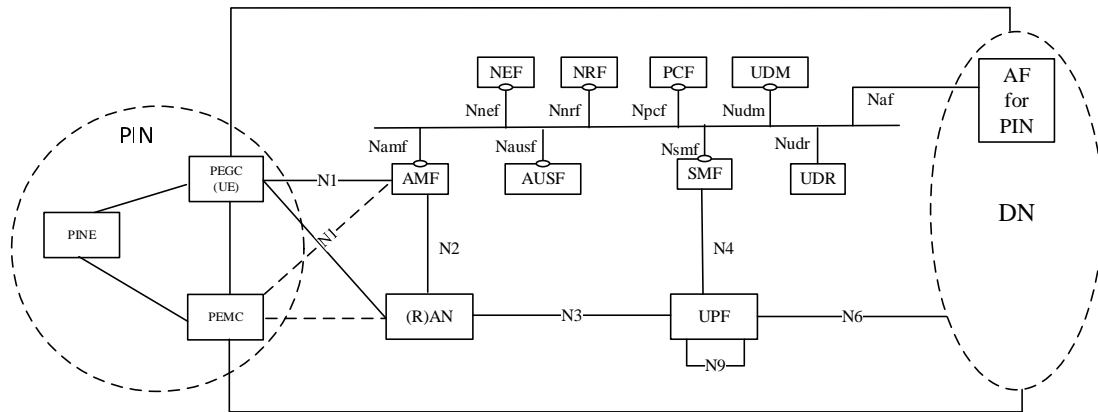 NEF
NRF
PCF
UDM
AF
for
PIN
Nnef
Nnrf
Npcf
Nudm
Naf
PIN
Namf
Nausf
Nsmf
Nudr
PEGC
(UE)
N1
AMF
AUSF
SMF
UDR
DN
PINE
N1
N2
N4
PEMC
(R)AN
N3
UPF
N6
N9